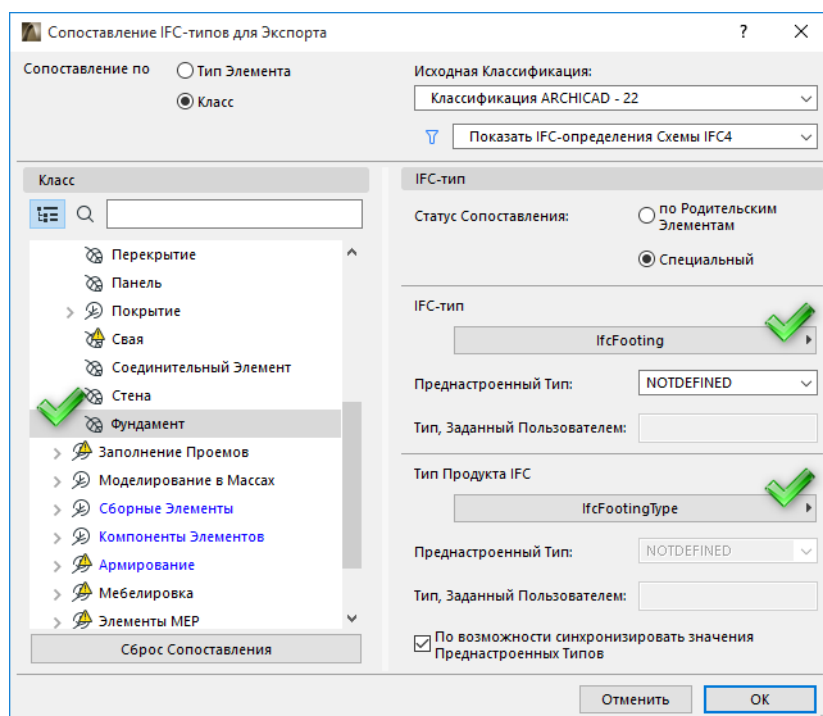 Сопоставление IFC-типов для Экспорта
Сопоставление по
Тип Элемента
Класс
Исходная Классификация:
Классификация ARCHICAD - 22
Показать IFC-определения Схемы IFC4
Класс
Перекрытие
Панель
Покрытие
Свая
Соединительный Элемент
Стена
Фундамент
Заполнение Проемов
Моделирование в Массах
Сборные Элементы
Компоненты Элементов
Армирование
Мебелировка
Элементы MEP
Сброс Сопоставления
IFC-тип
Статус Сопоставления:
по Родительским
Элементам
Специальный
IFC-тип
IfcFooting
Преднастроенный Тип:
NOTDEFINED
Тип, Заданный Пользователем:
Тип Продукта IFC
IfcFootingType
Преднастроенный Тип:
NOTDEFINED
Тип, Заданный Пользователем:
По возможности синхронизировать значения
Преднастроенных Типов
Отменить
OK